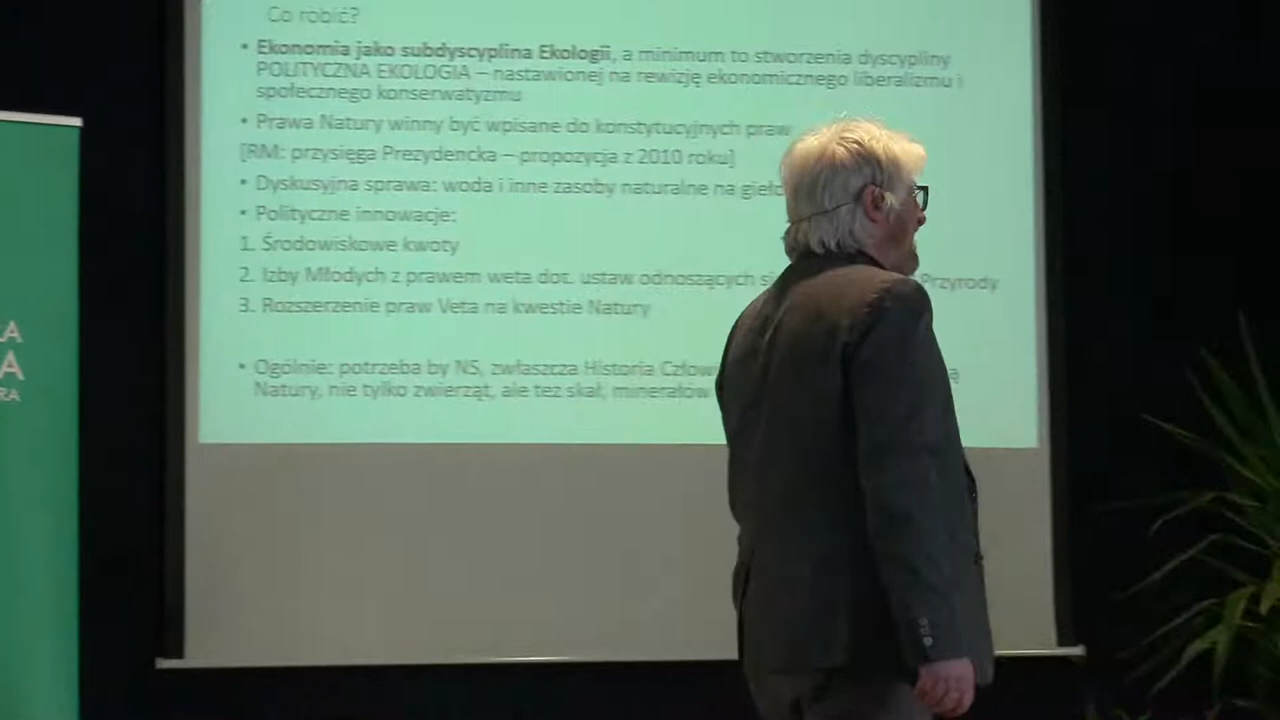 Co robić?
• Ekonomia jako subdyscyplina Ekologii, a minimum to stworzenia dyscypliny
POLITYCZNA EKOLOGIA – nastawionej na rewizję ekonomicznego liberalizmu i
społecznego konserwatyzmu
• Prawa Natury winny być wpisane do konstytucyjnych praw
[RM: przysięga Prezydencka – propozycja z 2010 roku]
• Dyskusyjna sprawa: woda i inne zasoby naturalne na
• Polityczne innowacje:
1. Środowiskowe kwoty
2. Izby Młodych z prawem weta dot. ustaw odnoszących Przyrody
3. Rozszerzenie praw Veta na kwestie Natury
• Ogólnie: potrzeba by NS, zwłaszcza Historia
Natury, nie tylko zwierząt, ale tez skał, minerałów